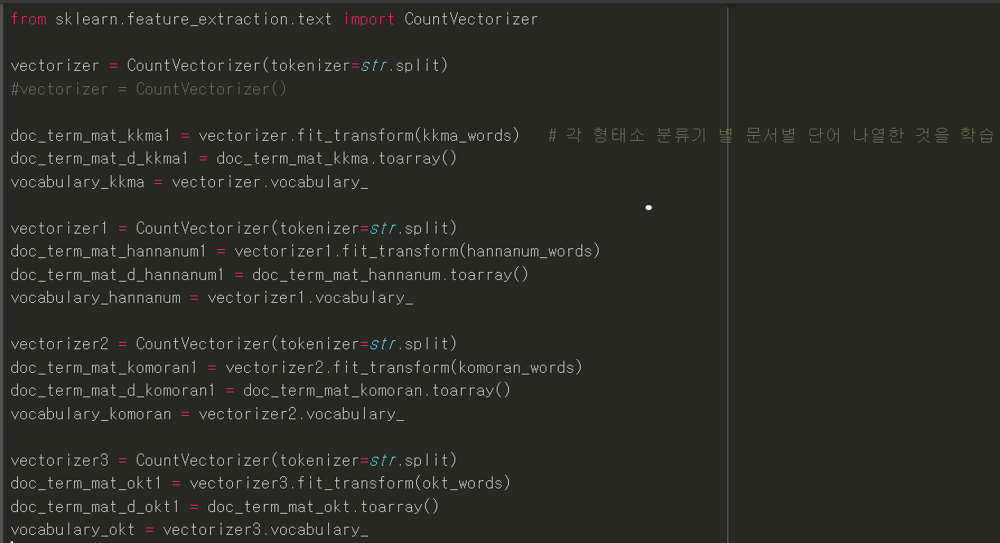 from sklearn.feature_extraction.text import CountVectorizer
vectorizer = CountVectorizer(tokenizer=str.split)
#vectorizer = CountVectorizer()
doc_term_mat_kkma1 = vectorizer.fit_transform(kkma_words)   # 각 형태소 분류기 별 문서별 단어 나열한 것을 학습
doc_term_mat_d_kkma1 = doc_term_mat_kkma.toarray()
vocabulary_kkma = vectorizer.vocabulary_
vectorizer1 = CountVectorizer(tokenizer=str.split)
doc_term_mat_hannanum1 = vectorizer1.fit_transform(hannanum_words)
doc_term_mat_d_hannanum1 = doc_term_mat_hannanum.toarray()
vocabulary_hannanum = vectorizer1.vocabulary_
vectorizer2 = CountVectorizer(tokenizer=str.split)
doc_term_mat_komoran1 = vectorizer2.fit_transform(komoran_words)
doc_term_mat_d_komoran1 = doc_term_mat_komoran.toarray()
vocabulary_komoran = vectorizer2.vocabulary_
vectorizer3 = CountVectorizer(tokenizer=str.split)
doc_term_mat_okt1 = vectorizer3.fit_transform(okt_words)
doc_term_mat_d_okt1 = doc_term_mat_okt.toarray()
vocabulary_okt = vectorizer3.vocabulary_